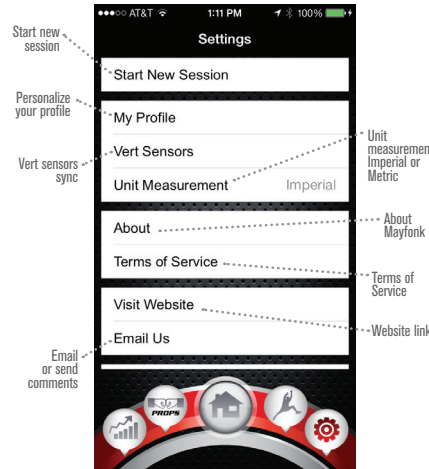 AT&T 1:11 PM 100%
Settings
Start new
session
Start New Session
Personalize
your profile
My Profile
Vert sensors
sync
Vert Sensors
Unit Measurement Imperial
Unit
measuremen
Imperial or
Metric
About
About
Mayfonk
Terms of Service
Terms of
Service
Visit Website
Website link
Email Us
Email
or send
comments
PROPS